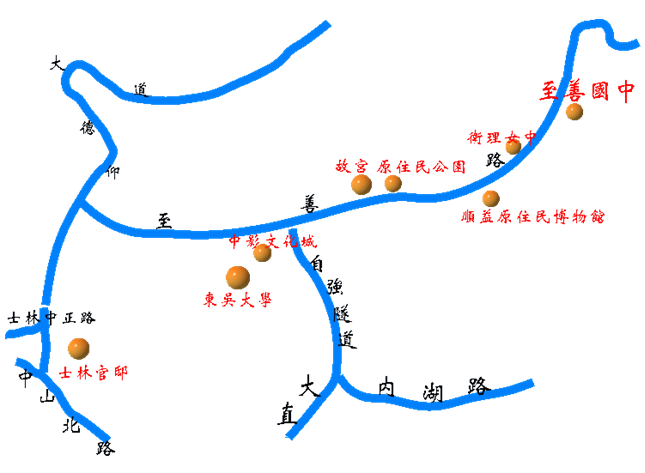 大
道
德
仰
至善國中
衛理女中
路
故宮 原住民公園
順益原住民博物館
至
善
中影文化城
東吳大學
自
強
隧
道
士林中正路
士林官邸
中
山
北
路
大
直
內
湖
路